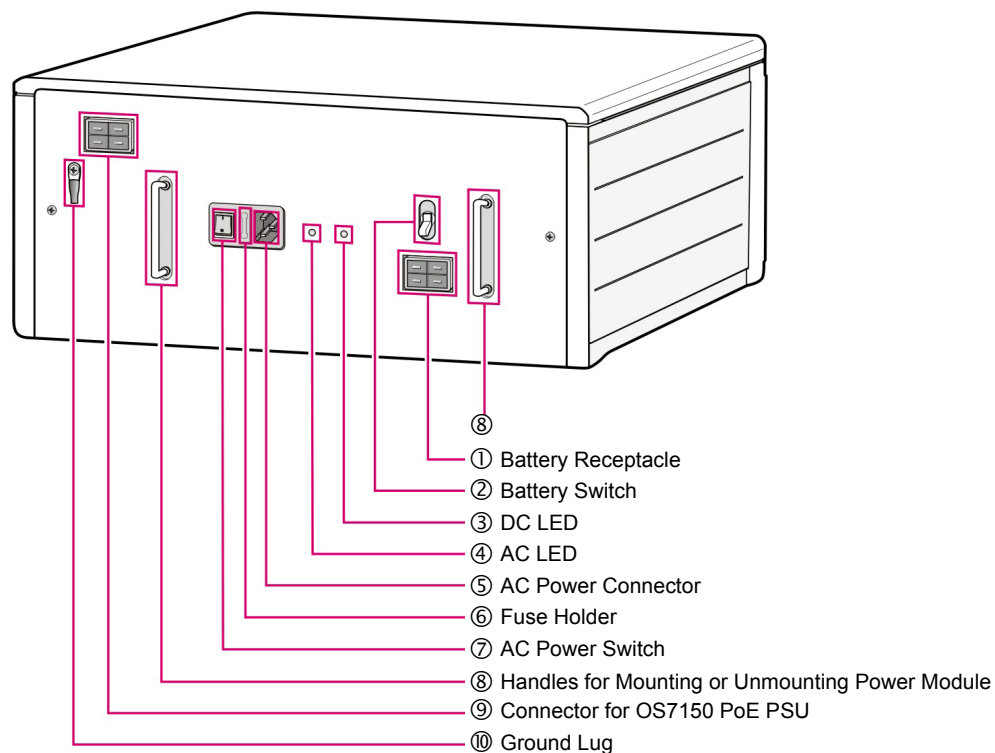 ⑧
① Battery Receptacle
② Battery Switch
③ DC LED
④ AC LED
⑤ AC Power Connector
⑥ Fuse Holder
⑦ AC Power Switch
⑧ Handles for Mounting or Unmounting Power Module
⑨ Connector for OS7150 PoE PSU
⑩ Ground Lug